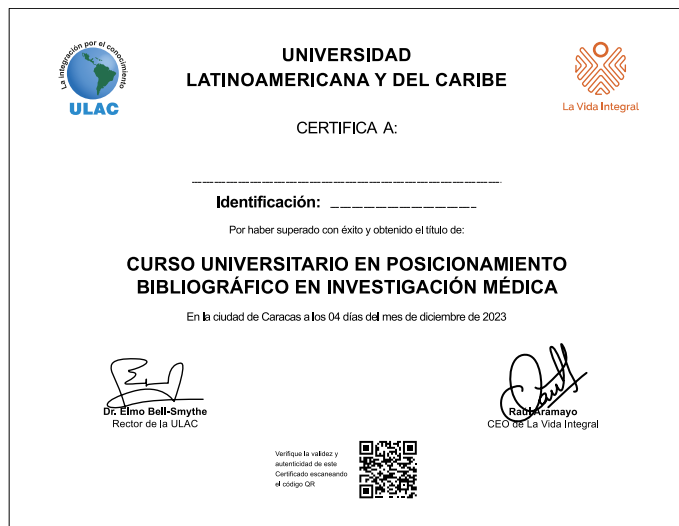 La integración por el conocimiento
ULAC
UNIVERSIDAD
LATINOAMERICANA Y DEL CARIBE
La Vida Integral
CERTIFICA A:
Identificación:
Por haber superado con éxito y obtenido el título de:
CURSO UNIVERSITARIO EN POSICIONAMIENTO
BIBLIOGRÁFICO EN INVESTIGACIÓN MÉDICA
En la ciudad de Caracas a los 04 días del mes de diciembre de 2023
Dr. Elmo Bell-Smythe
Rector de la ULAC
Raúl Aramayo
CEO de La Vida Integral
Verifique la validez y
autenticidad de este
Certificado escaneando
el código QR